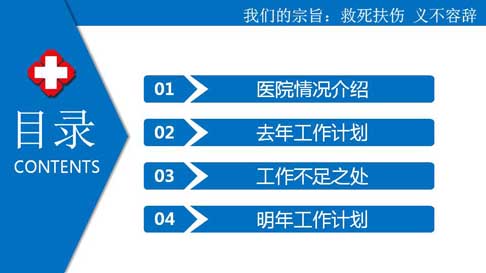 我们的宗旨：救死扶伤 义不容辞
目录
CONTENTS
01 医院情况介绍
02 去年工作计划
03 工作不足之处
04 明年工作计划